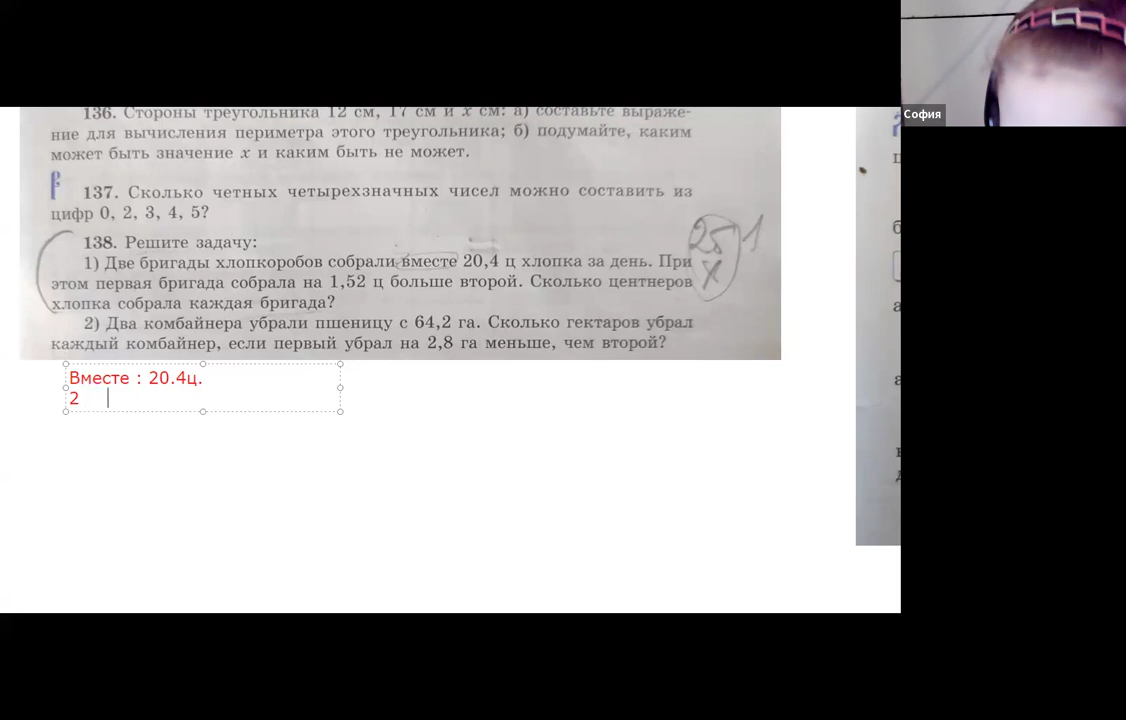 136. Стороны треугольника 12 см, 17 см и x см: а) составьте выраже-
ние для вычисления периметра этого треугольника; б) подумайте, каким
может быть значение x и каким быть не может.
137. Сколько четных четырехзначных чисел можно составить из
цифр 0, 2, 3, 4, 5?
138. Решите задачу:
1) Две бригады хлопкоробов собрали вместе 20,4 ц хлопка за день. При
этом первая бригада собрала на 1,52 ц больше второй. Сколько центнеров
хлопка собрала каждая бригада?
2) Два комбайнера убрали пшеницу с 64,2 га. Сколько гектаров убрал
каждый комбайнер, если первый убрал на 2,8 га меньше, чем второй?
25 1
x
Вместе : 20.4ц.
2
София